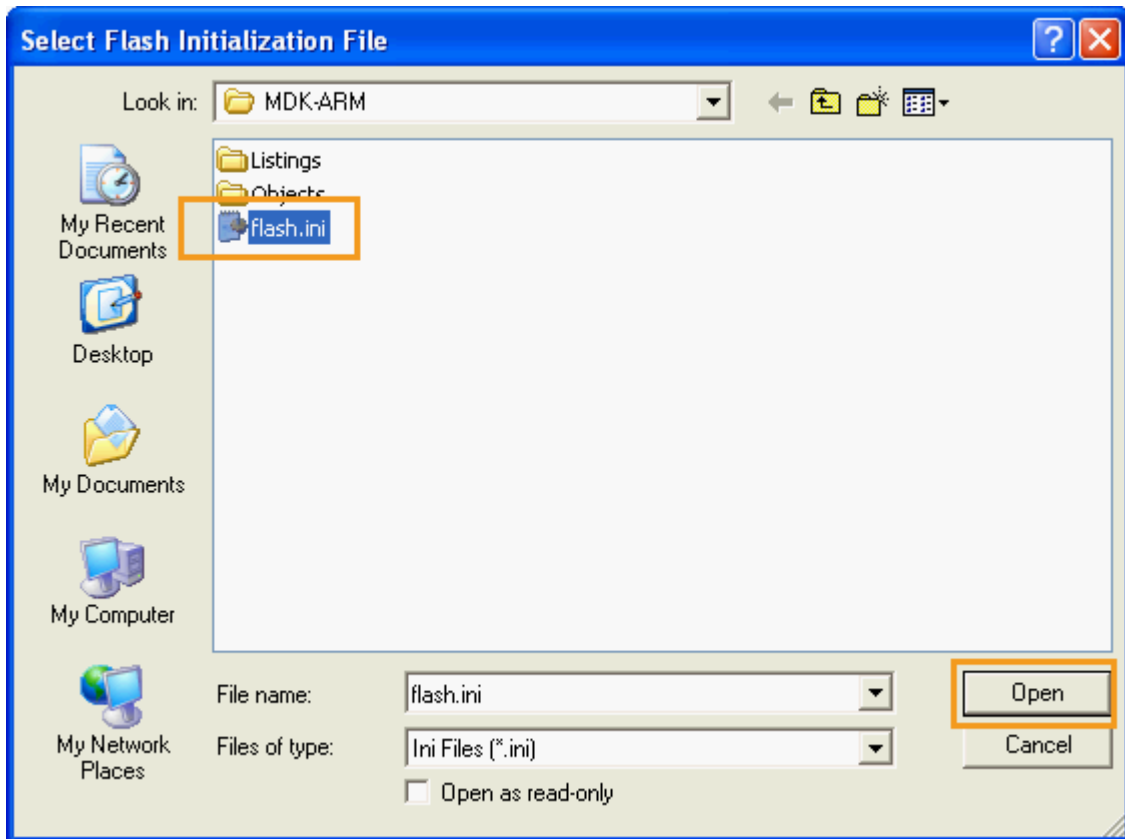 Select Flash Initialization File
Look in:
MDK-ARM
Listings
Objects
flash.ini
My Recent
Documents
Desktop
My Documents
My Computer
My Network
Places
File name:
flash.ini
Open
Files of type:
Ini Files (*.ini)
Cancel
Open as read-only